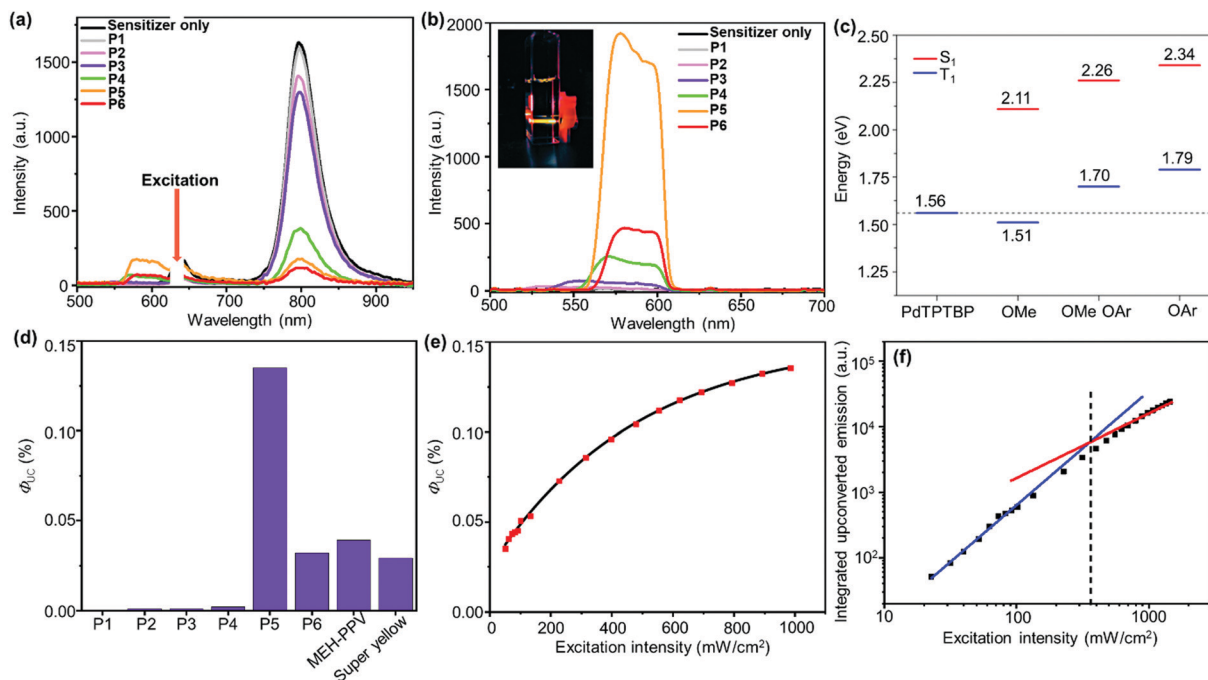 (a)
Sensitizer only
P1
P2
P3
P4
P5
P6
Excitation
Intensity (a.u.)
1500
1000
500
0
500 600 700 800 900
Wavelength (nm)
(b)
Sensitizer only
P1
P2
P3
P4
P5
P6
Intensity (a.u.)
2000
1500
1000
500
0
500 550 600 650 700
Wavelength (nm)
(c)
S1
T1
Energy (eV)
2.50
2.25
2.00
1.75
1.50
1.25
2.34
2.26
2.11
1.79
1.70
1.56
1.51
PdTPTBP OMe OMe OAr OAr
(d)
ΦUC (%)
0.15
0.10
0.05
0.00
P1 P2 P3 P4 P5 P6 MEH-PPV Super yellow
(e)
ΦUC (%)
0.15
0.10
0.05
0.00
0 200 400 600 800 1000
Excitation intensity (mW/cm²)
(f)
Integrated upconverted emission (a.u.)
10⁵
10⁴
10³
10²
10 100 1000
Excitation intensity (mW/cm²)